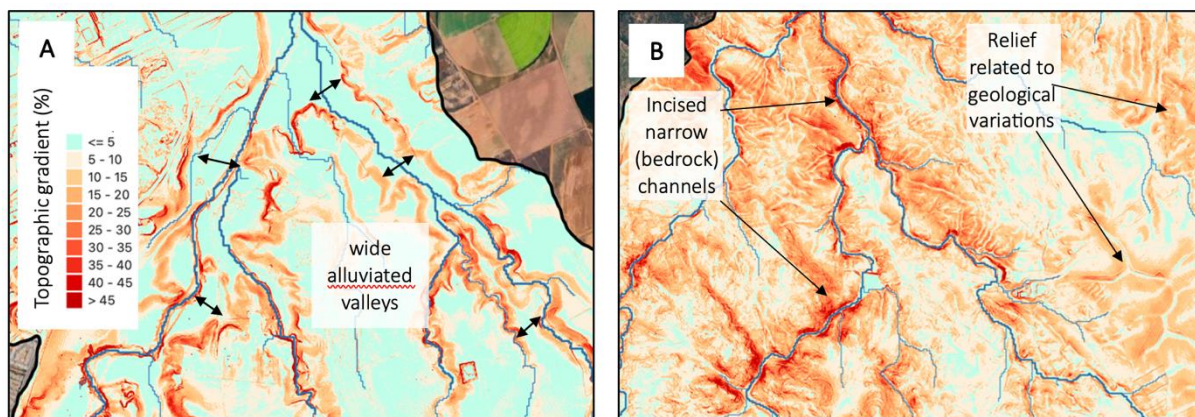 A
Topographic gradient (%)
<= 5
5 - 10
10 - 15
15 - 20
20 - 25
25 - 30
30 - 35
35 - 40
40 - 45
> 45
wide
alluviated
valleys
B
Incised
narrow
(bedrock)
channels
Relief
related to
geological
variations